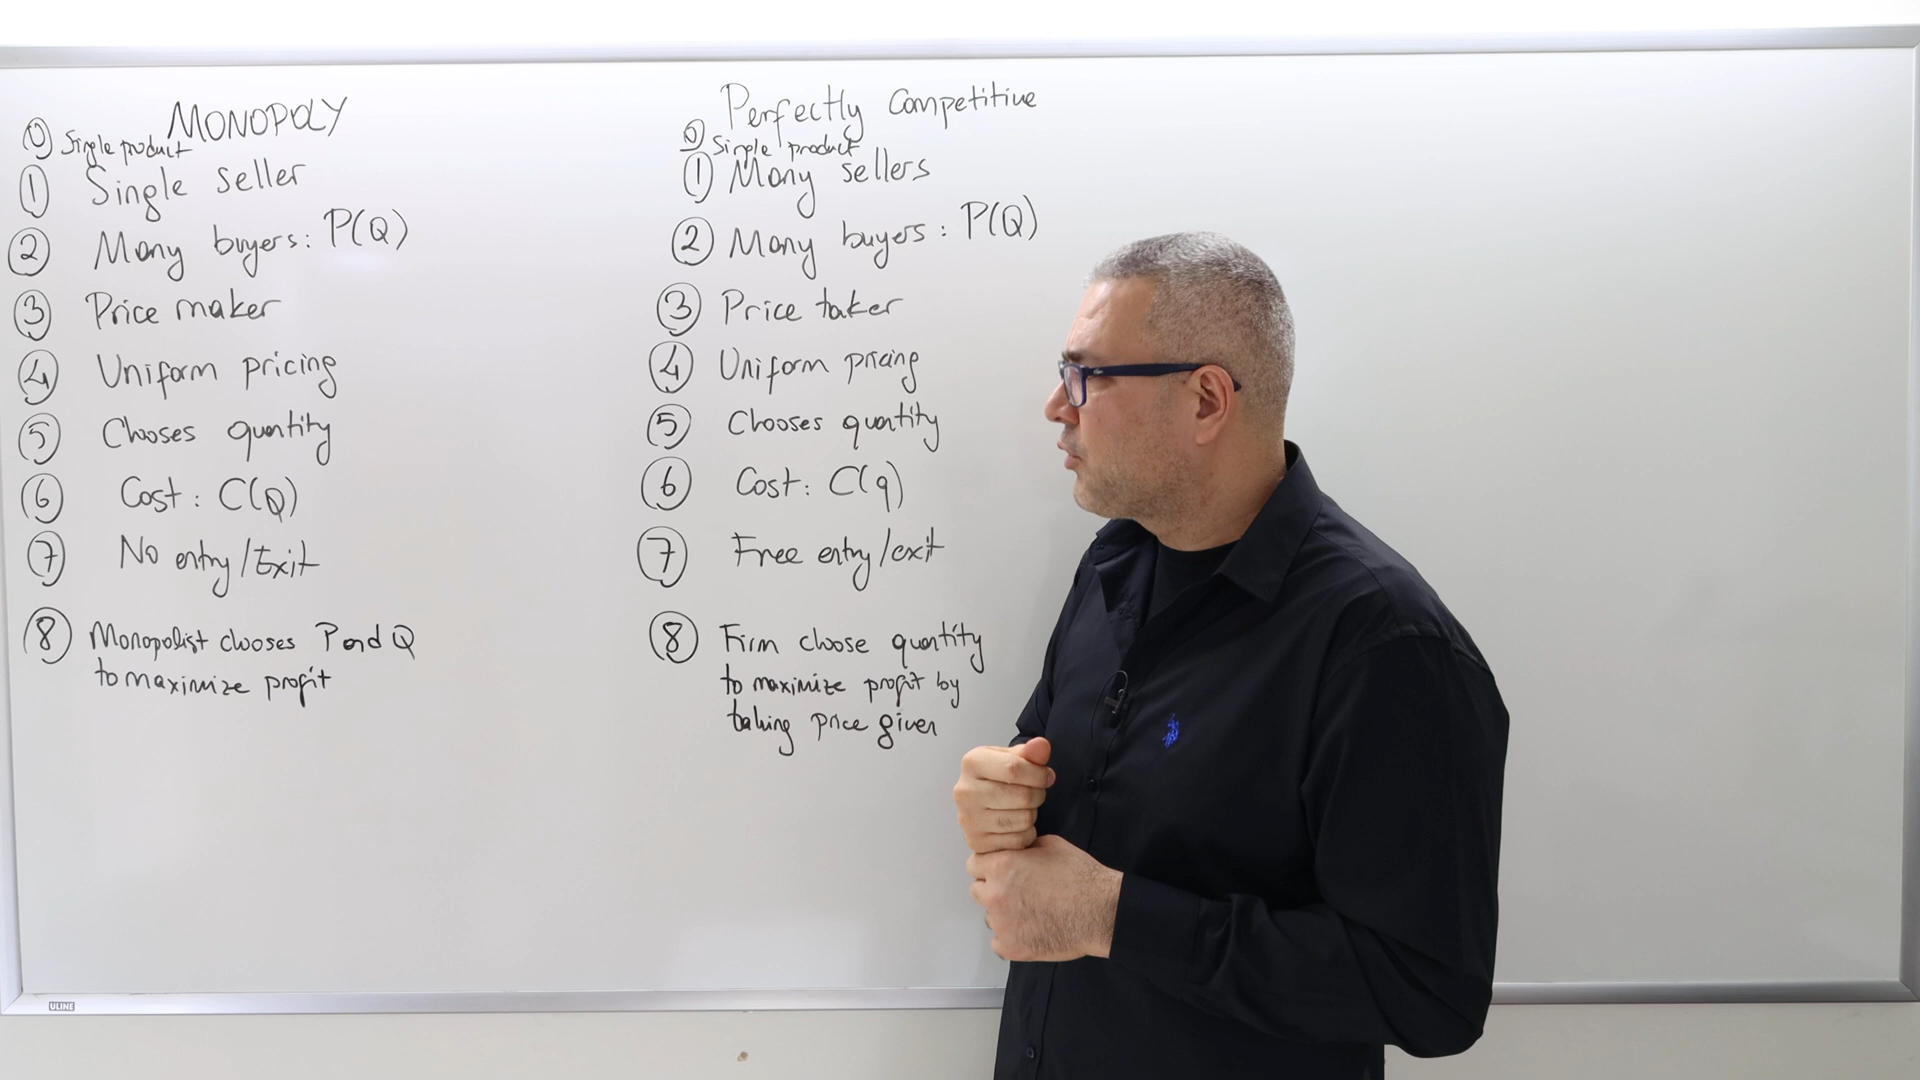 MONOPOLY
0 Single product
1 Single seller
2 Many buyers: P(Q)
3 Price maker
4 Uniform pricing
5 Chooses quantity
6 Cost: C(Q)
7 No entry/Exit
8 Monopolist chooses P and Q
to maximize profit
Perfectly Competitive
0 Single product
1 Many sellers
2 Many buyers: P(Q)
3 Price taker
4 Uniform pricing
5 Chooses quantity
6 Cost: C(q)
7 Free entry/exit
8 Firm choose quantity
to maximize profit by
taking price given
ULINE